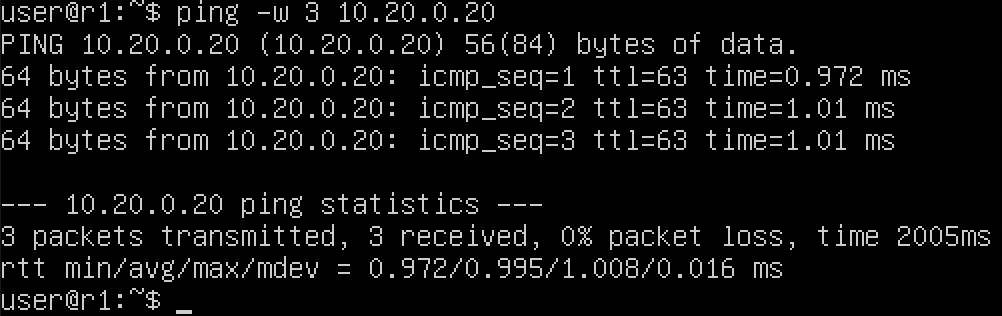 user@r1:~$ ping -w 3 10.20.0.20
PING 10.20.0.20 (10.20.0.20) 56(84) bytes of data.
64 bytes from 10.20.0.20: icmp_seq=1 ttl=63 time=0.972 ms
64 bytes from 10.20.0.20: icmp_seq=2 ttl=63 time=1.01 ms
64 bytes from 10.20.0.20: icmp_seq=3 ttl=63 time=1.01 ms

--- 10.20.0.20 ping statistics ---
3 packets transmitted, 3 received, 0% packet loss, time 2005ms
rtt min/avg/max/mdev = 0.972/0.995/1.008/0.016 ms
user@r1:~$ _